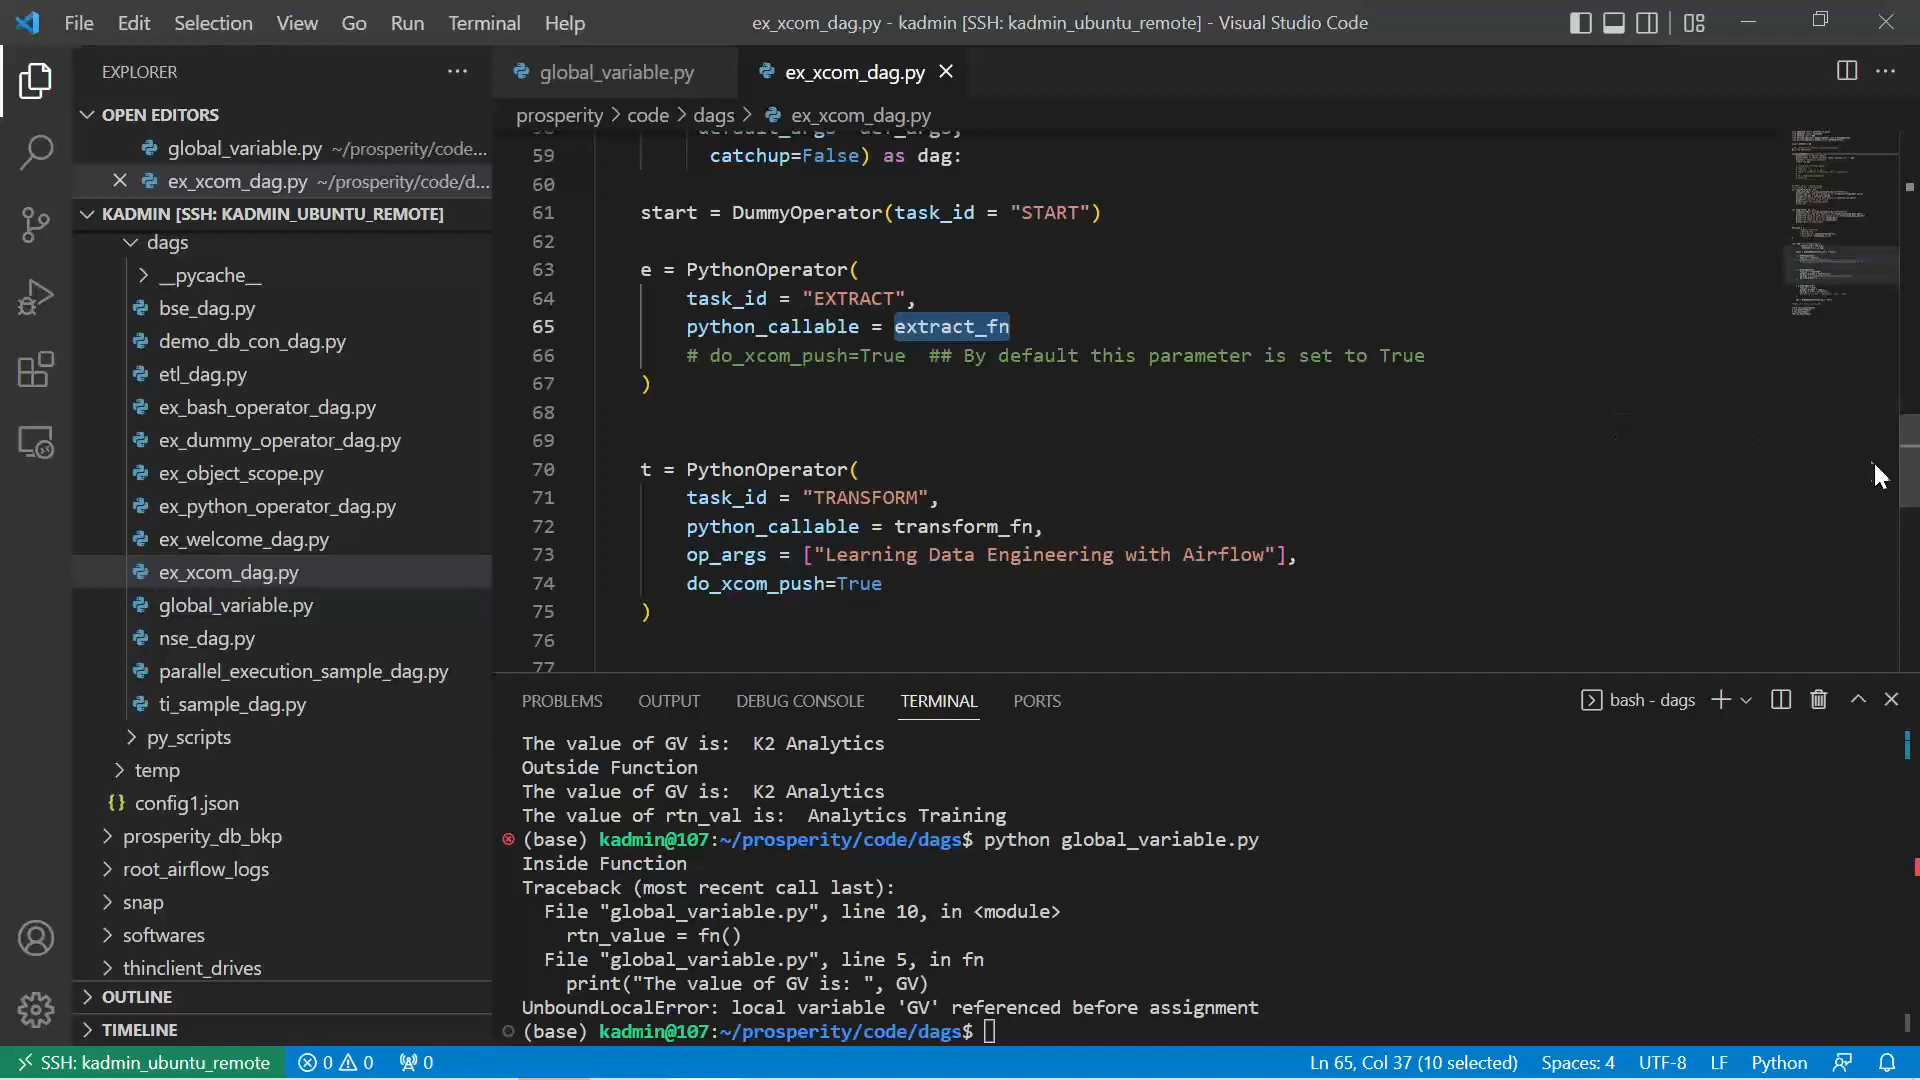 File Edit Selection View Go Run Terminal Help
ex_xcom_dag.py - kadmin [SSH: kadmin_ubuntu_remote] - Visual Studio Code
EXPLORER
OPEN EDITORS
global_variable.py ~/prosperity/code...
ex_xcom_dag.py ~/prosperity/code/d...
KADMIN [SSH: KADMIN_UBUNTU_REMOTE]
dags
__pycache__
bse_dag.py
demo_db_con_dag.py
etl_dag.py
ex_bash_operator_dag.py
ex_dummy_operator_dag.py
ex_object_scope.py
ex_python_operator_dag.py
ex_welcome_dag.py
ex_xcom_dag.py
global_variable.py
nse_dag.py
parallel_execution_sample_dag.py
ti_sample_dag.py
py_scripts
temp
config1.json
prosperity_db_bkp
root_airflow_logs
snap
softwares
thinclient_drives
OUTLINE
TIMELINE
global_variable.py
ex_xcom_dag.py
prosperity > code > dags > ex_xcom_dag.py
59 catchup=False) as dag:
60
61 start = DummyOperator(task_id = "START")
62
63 e = PythonOperator(
64 task_id = "EXTRACT",
65 python_callable = extract_fn
66 # do_xcom_push=True ## By default this parameter is set to True
67 )
68
69
70 t = PythonOperator(
71 task_id = "TRANSFORM",
72 python_callable = transform_fn,
73 op_args = ["Learning Data Engineering with Airflow"],
74 do_xcom_push=True
75 )
76
77
PROBLEMS OUTPUT DEBUG CONSOLE TERMINAL PORTS
bash - dags
The value of GV is:  K2 Analytics
Outside Function
The value of GV is:  K2 Analytics
The value of rtn_val is:  Analytics Training
(base) kadmin@107:~/prosperity/code/dags$ python global_variable.py
Inside Function
Traceback (most recent call last):
File "global_variable.py", line 10, in <module>
rtn_value = fn()
File "global_variable.py", line 5, in fn
print("The value of GV is: ", GV)
UnboundLocalError: local variable 'GV' referenced before assignment
(base) kadmin@107:~/prosperity/code/dags$
SSH: kadmin_ubuntu_remote 0 0 0
Ln 65, Col 37 (10 selected) Spaces: 4 UTF-8 LF Python